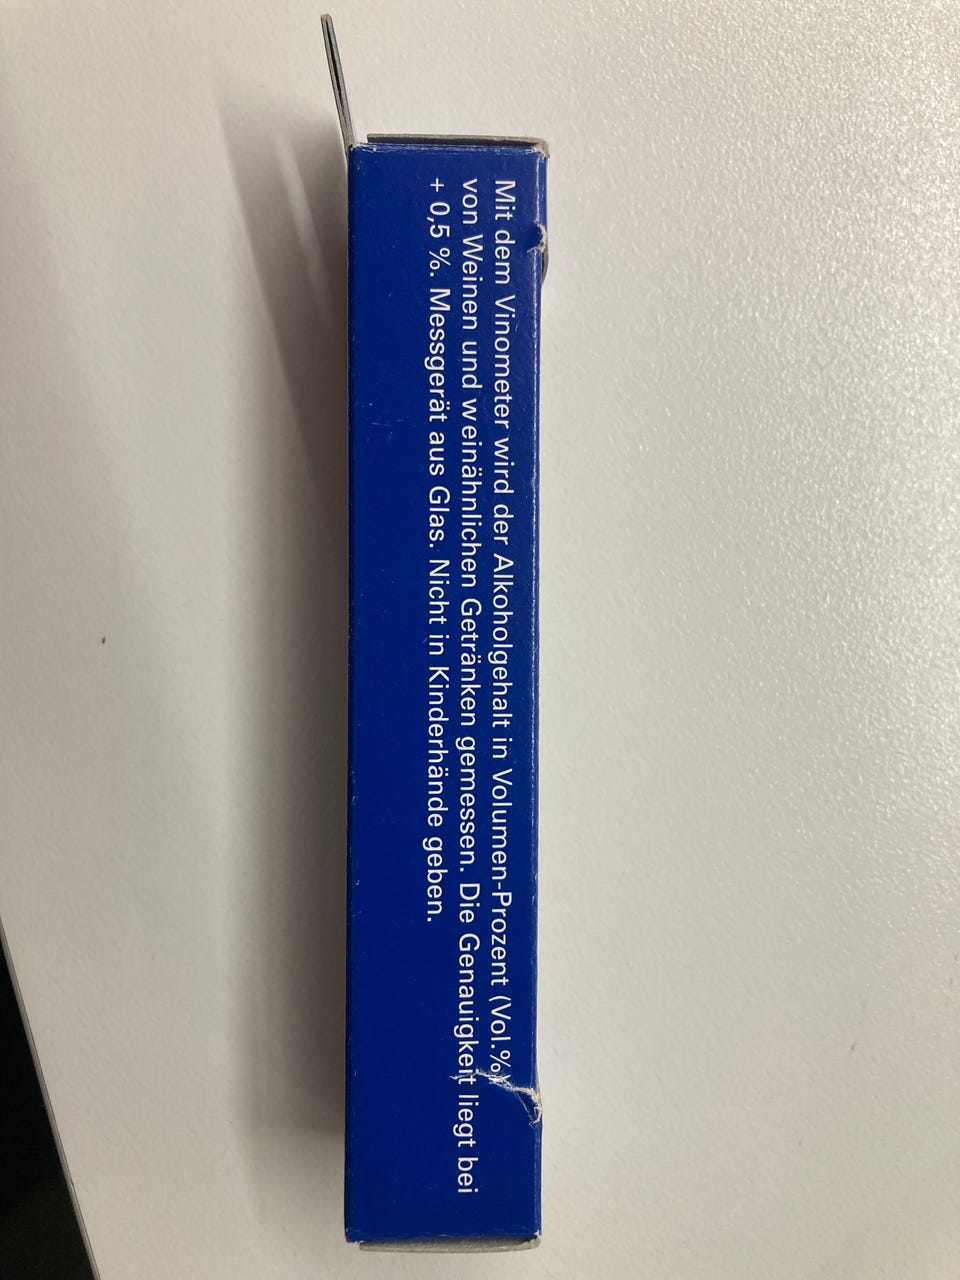 Mit dem Vinometer wird der Alkoholgehalt in Volumen-Prozent (Vol.%)
von Weinen und weinähnlichen Getränken gemessen. Die Genauigkeit liegt bei
+ 0,5 %. Messgerät aus Glas. Nicht in Kinderhände geben.